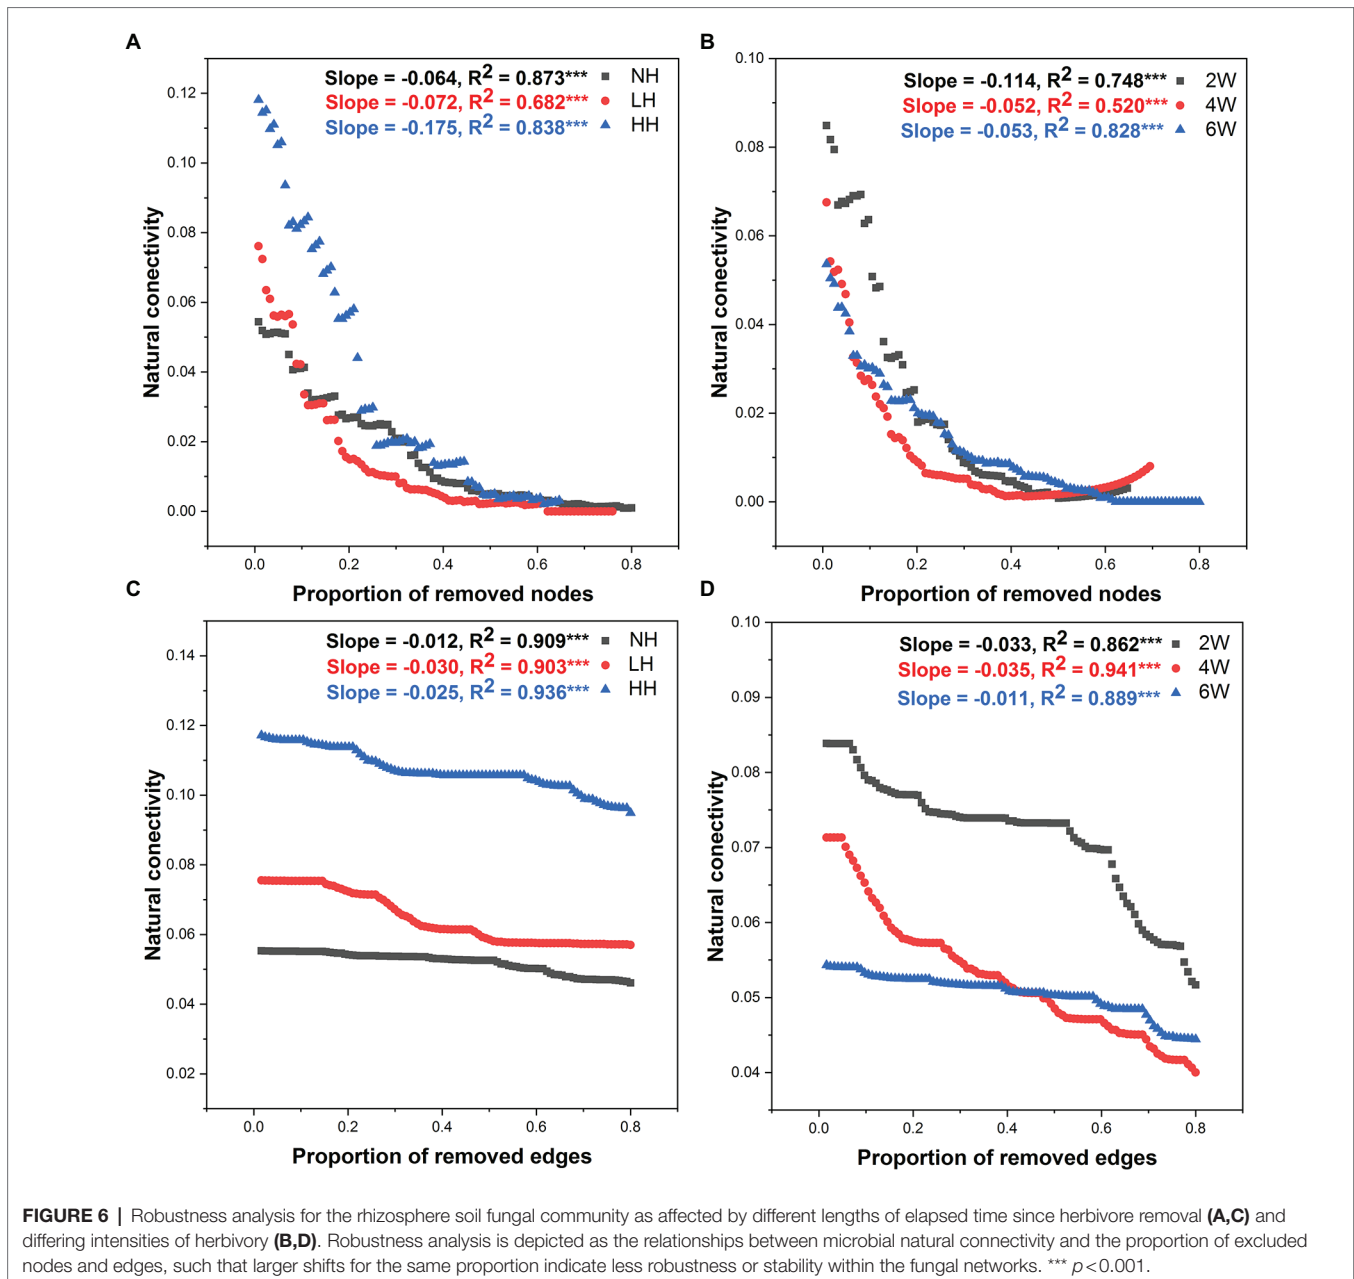 A
Slope = -0.064, R2 = 0.873*** NH
Slope = -0.072, R2 = 0.682*** LH
Slope = -0.175, R2 = 0.838*** HH
0.12
0.10
0.08
0.06
0.04
0.02
0.00
Natural conectivity
0.0 0.2 0.4 0.6 0.8
Proportion of removed nodes
B
Slope = -0.114, R2 = 0.748*** 2W
Slope = -0.052, R2 = 0.520*** 4W
Slope = -0.053, R2 = 0.828*** 6W
0.10
0.08
0.06
0.04
0.02
0.00
Natural conectivity
0.0 0.2 0.4 0.6 0.8
Proportion of removed nodes
C
Slope = -0.012, R2 = 0.909*** NH
Slope = -0.030, R2 = 0.903*** LH
Slope = -0.025, R2 = 0.936*** HH
0.14
0.12
0.10
0.08
0.06
0.04
0.02
Natural conectivity
0.0 0.2 0.4 0.6 0.8
Proportion of removed edges
D
Slope = -0.033, R2 = 0.862*** 2W
Slope = -0.035, R2 = 0.941*** 4W
Slope = -0.011, R2 = 0.889*** 6W
0.10
0.09
0.08
0.07
0.06
0.05
0.04
Natural conectivity
0.0 0.2 0.4 0.6 0.8
Proportion of removed edges
FIGURE 6 | Robustness analysis for the rhizosphere soil fungal community as affected by different lengths of elapsed time since herbivore removal (A,C) and
differing intensities of herbivory (B,D). Robustness analysis is depicted as the relationships between microbial natural connectivity and the proportion of excluded
nodes and edges, such that larger shifts for the same proportion indicate less robustness or stability within the fungal networks. *** p<0.001.